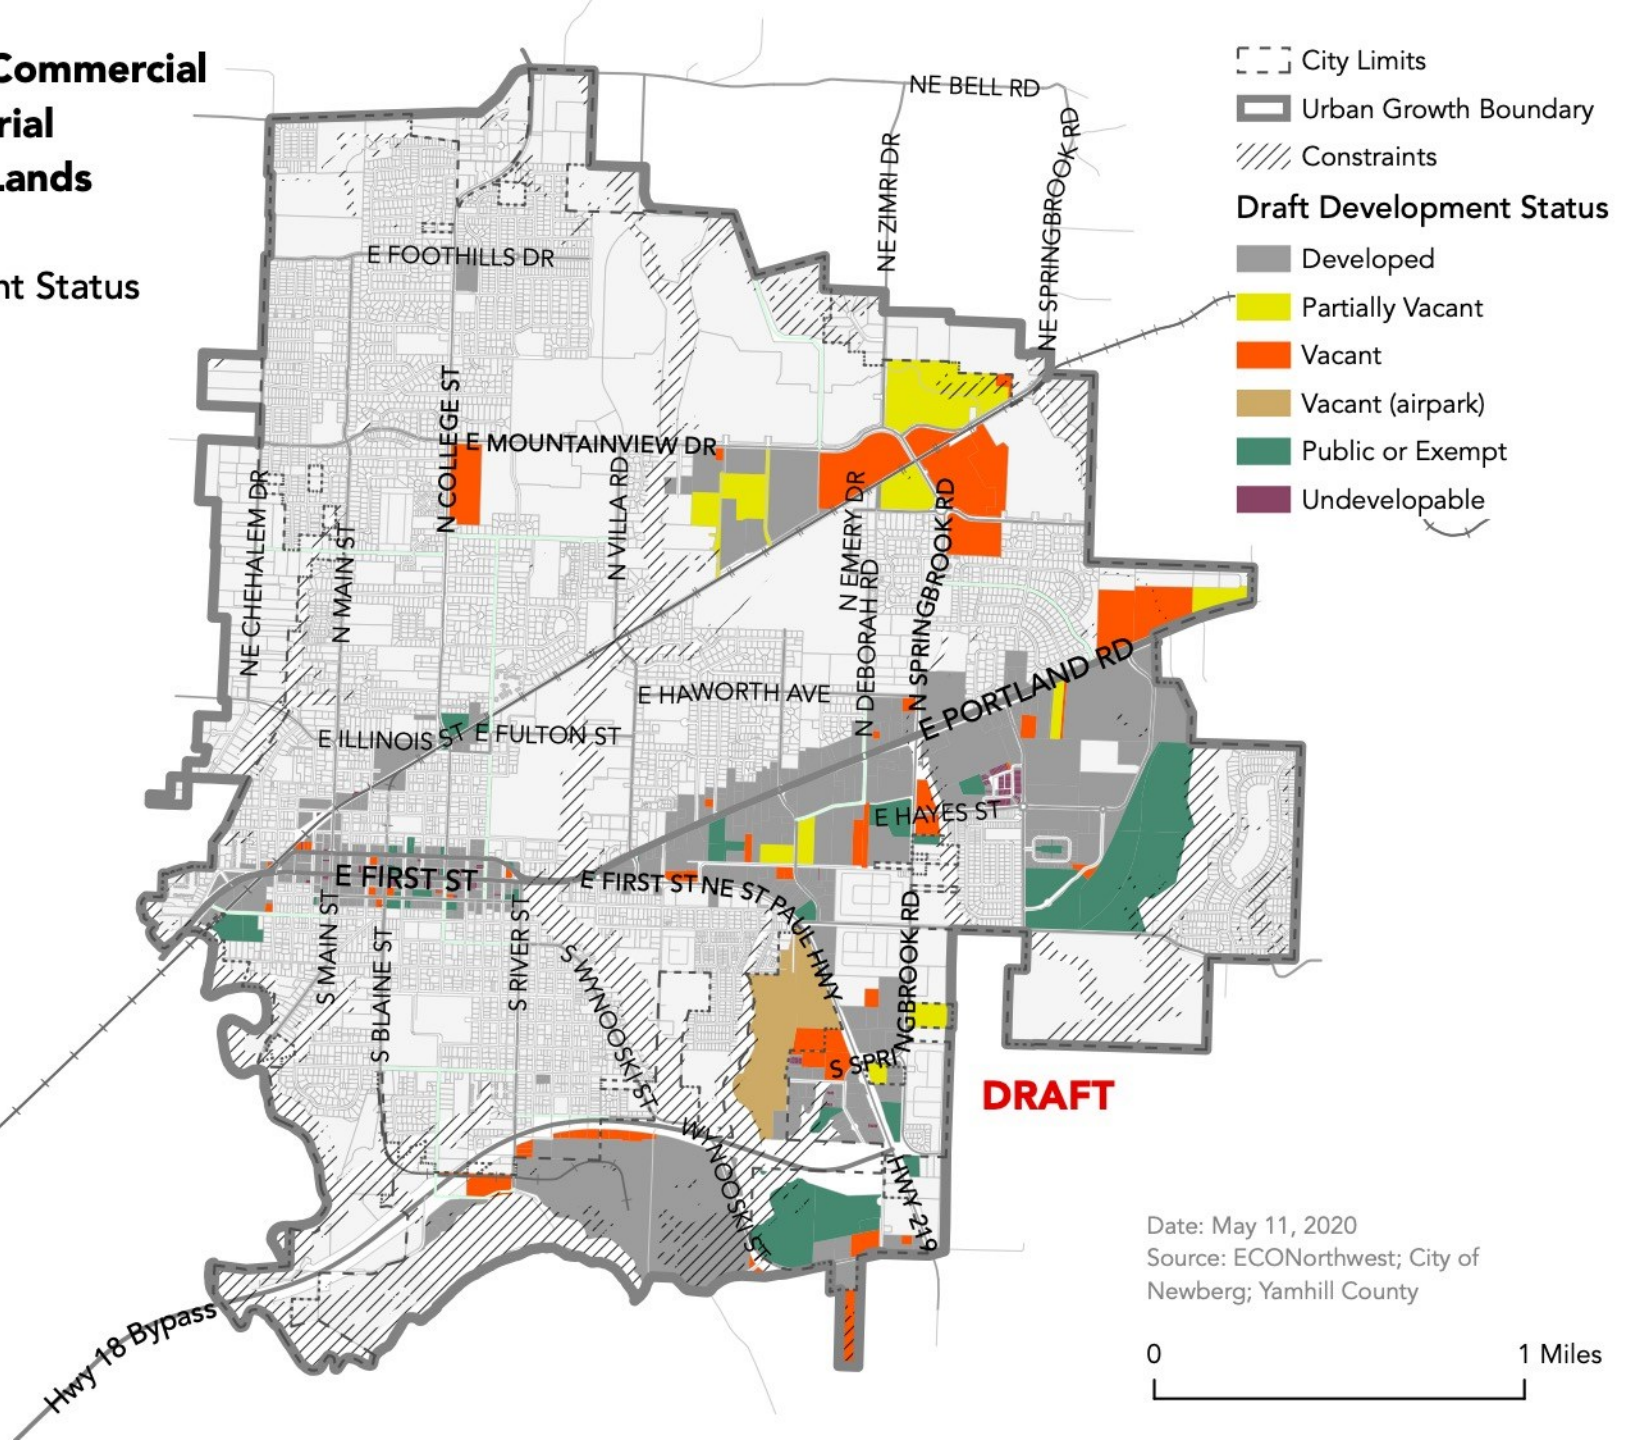 Commercial
rial
Lands
nt Status
City Limits
Urban Growth Boundary
Constraints
Draft Development Status
Developed
Partially Vacant
Vacant
Vacant (airpark)
Public or Exempt
Undevelopable
NE BELL RD
NE ZIMRI DR
NE SPRINGBROOK RD
E FOOTHILLS DR
N COLLEGE ST
E MOUNTAINVIEW DR
NE CHEHALEM DR
N MAIN ST
N VILLA RD
N EMERY DR
N DEBORAH RD
N SPRINGBROOK RD
E HAWORTH AVE
E PORTLAND RD
E ILLINOIS ST
E FULTON ST
E HAYES ST
E FIRST ST
E FIRST ST
NE ST PAUL HWY
S MAIN ST
S BLAINE ST
S RIVER ST
S WYNOOSKI ST
S SPRI
NGBROOK RD
WYNOOSKI ST
HWY 219
Hwy 18 Bypass
DRAFT
Date: May 11, 2020
Source: ECONorthwest; City of
Newberg; Yamhill County
0
1 Miles